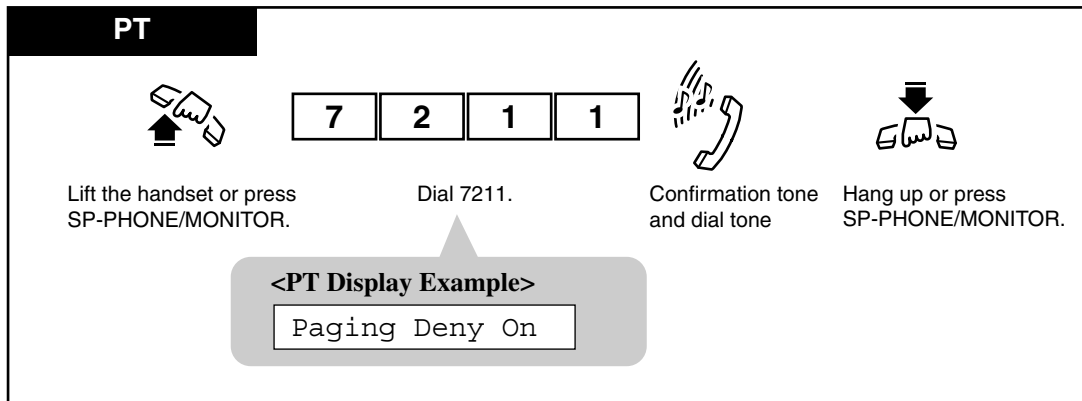 PT
7 2 1 1
Lift the handset or press
SP-PHONE/MONITOR.
Dial 7211.
Confirmation tone
and dial tone
Hang up or press
SP-PHONE/MONITOR.
<PT Display Example>
Paging Deny On